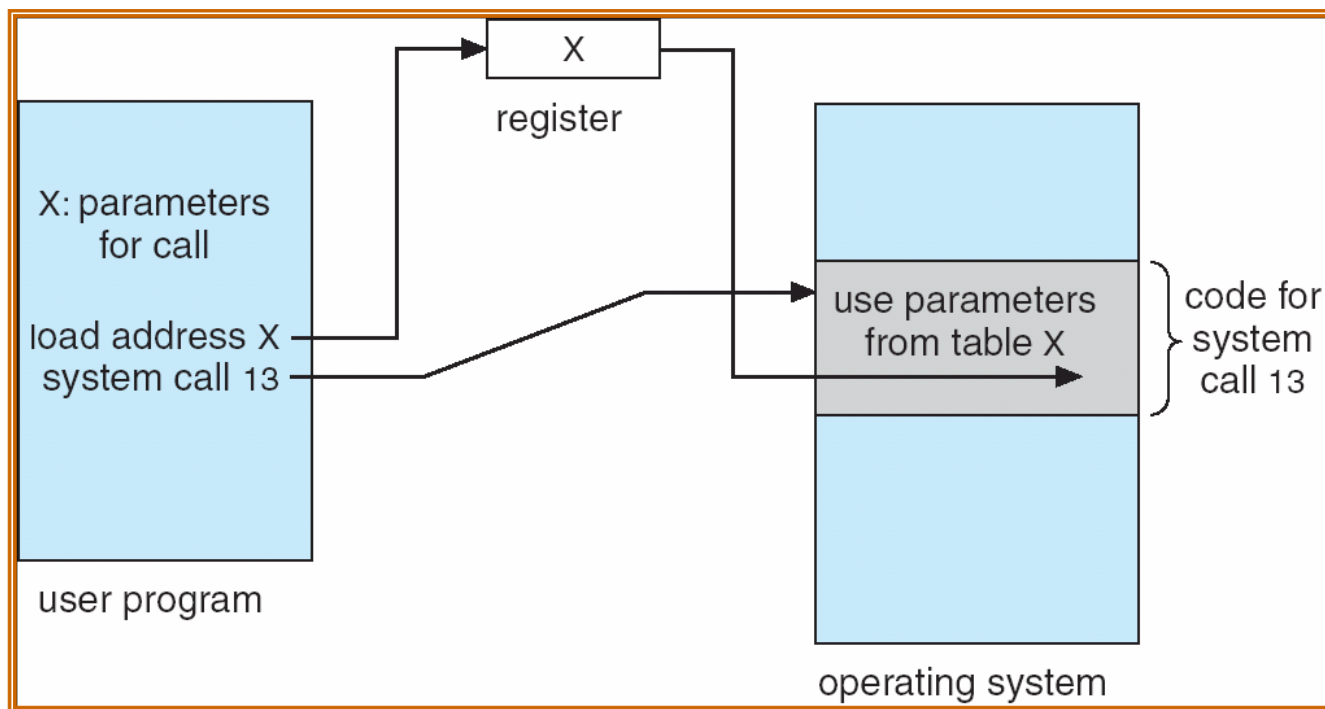 X
register
X: parameters
for call
load address X
system call 13
user program
use parameters
from table X
code for
system
call 13
operating system